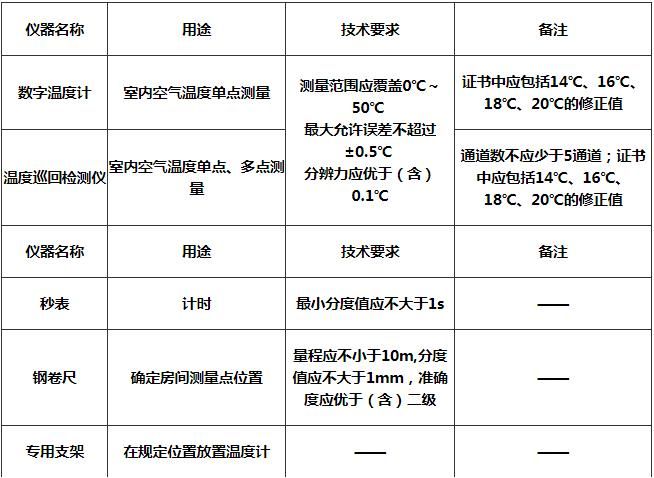 仪器名称 用途 技术要求 备注
数字温度计 室内空气温度单点测量
测量范围应覆盖0℃～
50℃
最大允许误差不超过
±0.5℃
分辨力应优于（含）
0.1℃
证书中应包括14℃、16℃、
18℃、20℃的修正值
温度巡回检测仪
室内空气温度单点、多点测
量
通道数不应少于5通道；证书
中应包括14℃、16℃、
18℃、20℃的修正值
仪器名称 用途 技术要求 备注
秒表 计时 最小分度值应不大于1s ——
钢卷尺 确定房间测量点位置
量程应不小于10m,分度
值应不大于1mm，准确
度应优于（含）二级
——
专用支架 在规定位置放置温度计 —— ——